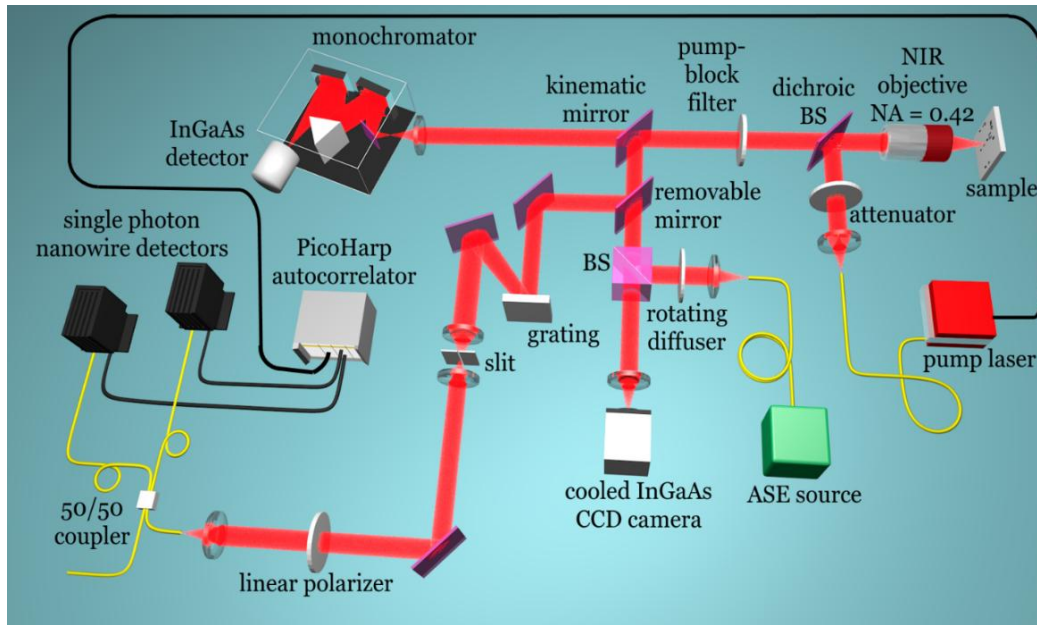 monochromator
InGaAs
detector
kinematic mirror
pump-
block
filter
dichroic
BS
NIR
objective
NA = 0.42
sample
single photon
nanowire detectors
PicoHarp
autocorrelator
removable
mirror
attenuator
BS
grating
rotating
diffuser
pump laser
slit
50/50
coupler
linear polarizer
cooled InGaAs
CCD camera
ASE source